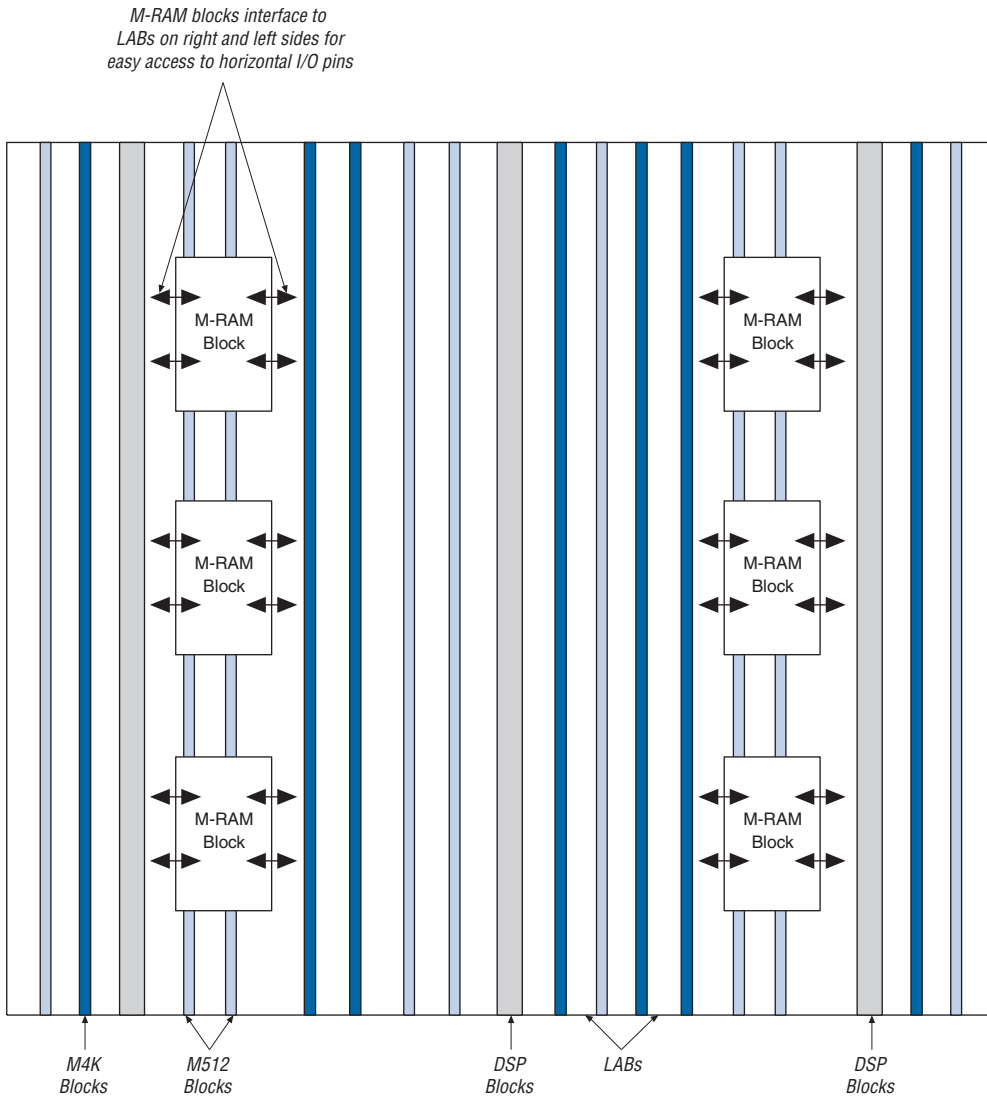 M-RAM blocks interface to
LABs on right and left sides for
easy access to horizontal I/O pins
M-RAM
Block
M-RAM
Block
M-RAM
Block
M-RAM
Block
M-RAM
Block
M-RAM
Block
M4K
Blocks
M512
Blocks
DSP
Blocks
LABs
DSP
Blocks